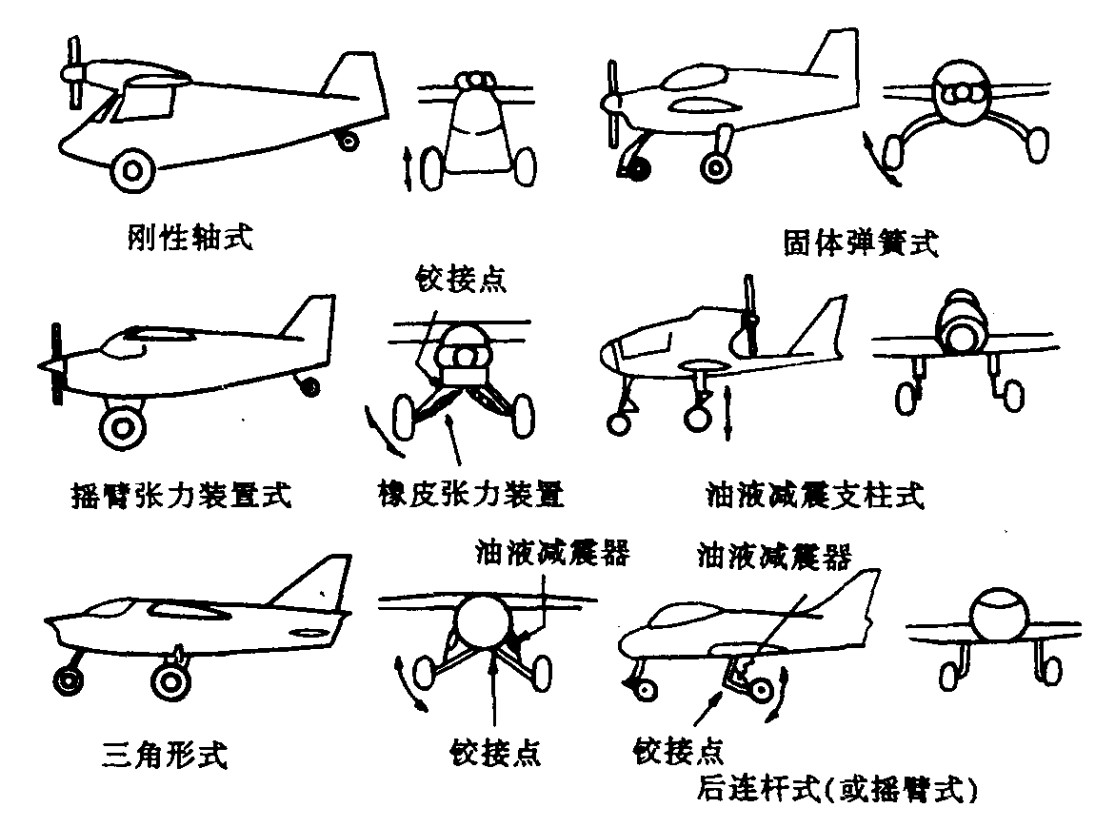 刚性轴式
固体弹簧式
铰接点
摇臂张力装置式
橡皮张力装置
油液减震支柱式
油液减震器
油液减震器
三角形式
铰接点
铰接点
后连杆式(或摇臂式)